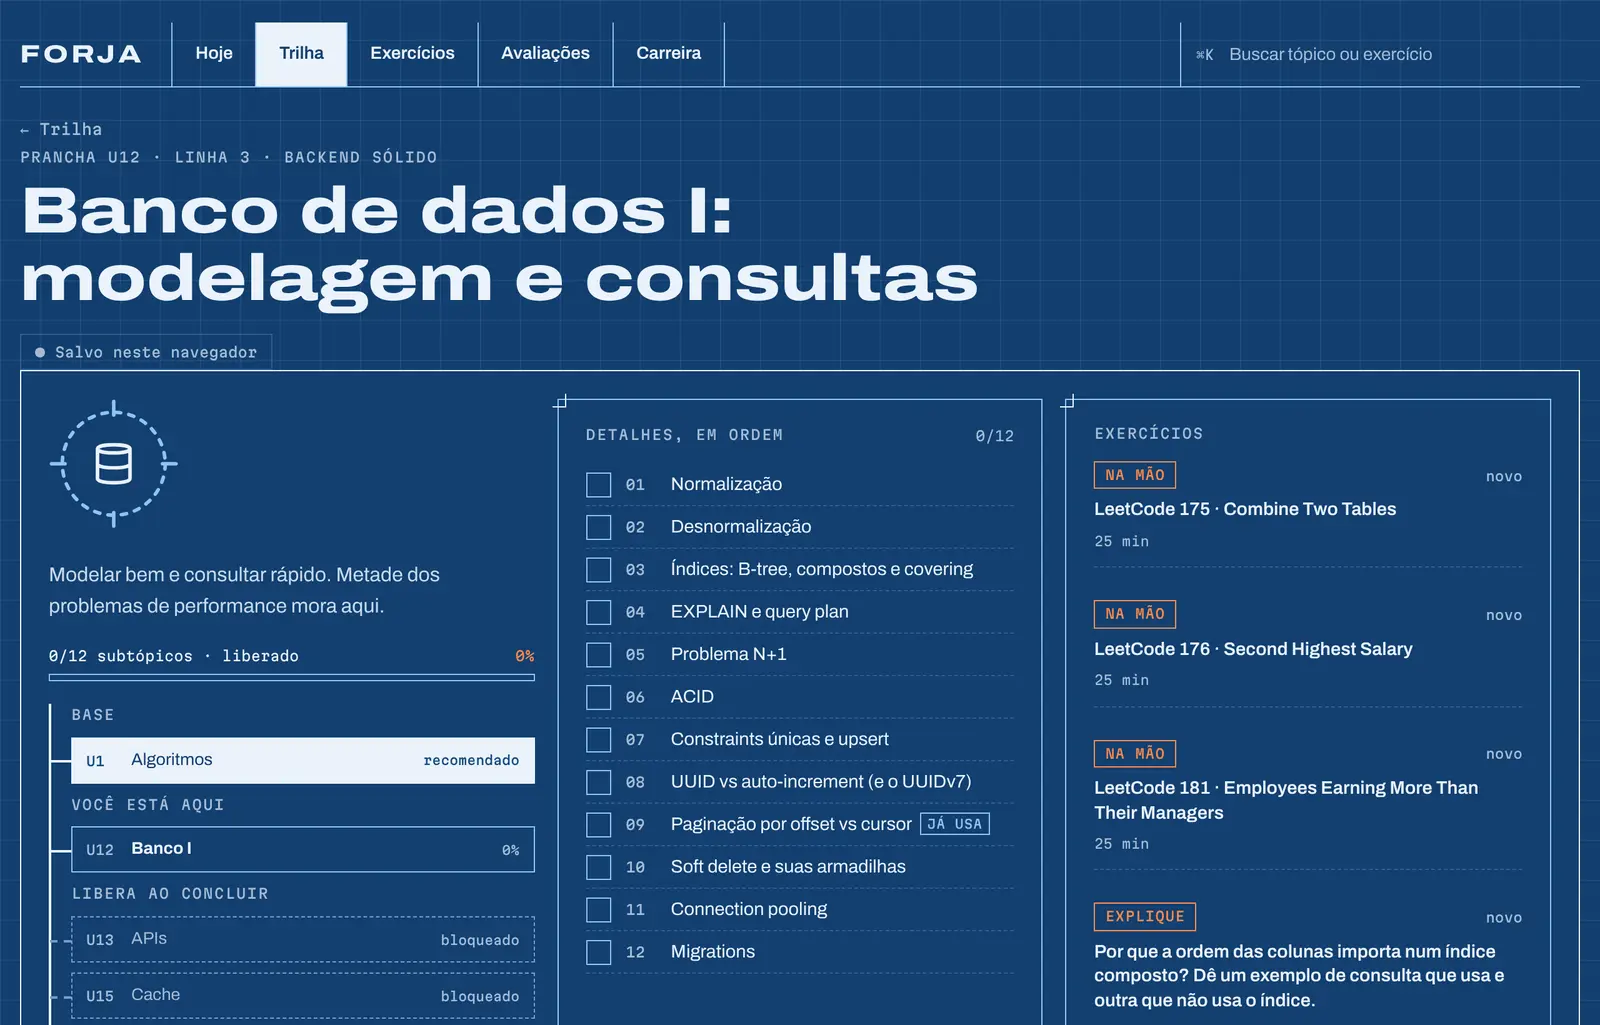 FORJA
Hoje
Trilha
Exercícios
Avaliações
Carreira
⌘K Buscar tópico ou exercício
← Trilha
PRANCHA U12 · LINHA 3 · BACKEND SÓLIDO
Banco de dados I:
modelagem e consultas
Salvo neste navegador
Modelar bem e consultar rápido. Metade dos
problemas de performance mora aqui.
0/12 subtópicos · liberado 0%
BASE
U1 Algoritmos recomendado
VOCÊ ESTÁ AQUI
U12 Banco I 0%
LIBERA AO CONCLUIR
U13 APIs bloqueado
U15 Cache bloqueado
DETALHES, EM ORDEM 0/12
01 Normalização
02 Desnormalização
03 Índices: B-tree, compostos e covering
04 EXPLAIN e query plan
05 Problema N+1
06 ACID
07 Constraints únicas e upsert
08 UUID vs auto-increment (e o UUIDv7)
09 Paginação por offset vs cursor JÁ USA
10 Soft delete e suas armadilhas
11 Connection pooling
12 Migrations
EXERCÍCIOS
NA MÃO novo
LeetCode 175 · Combine Two Tables
25 min
NA MÃO novo
LeetCode 176 · Second Highest Salary
25 min
NA MÃO novo
LeetCode 181 · Employees Earning More Than
Their Managers
25 min
EXPLIQUE novo
Por que a ordem das colunas importa num índice
composto? Dê um exemplo de consulta que usa e
outra que não usa o índice.